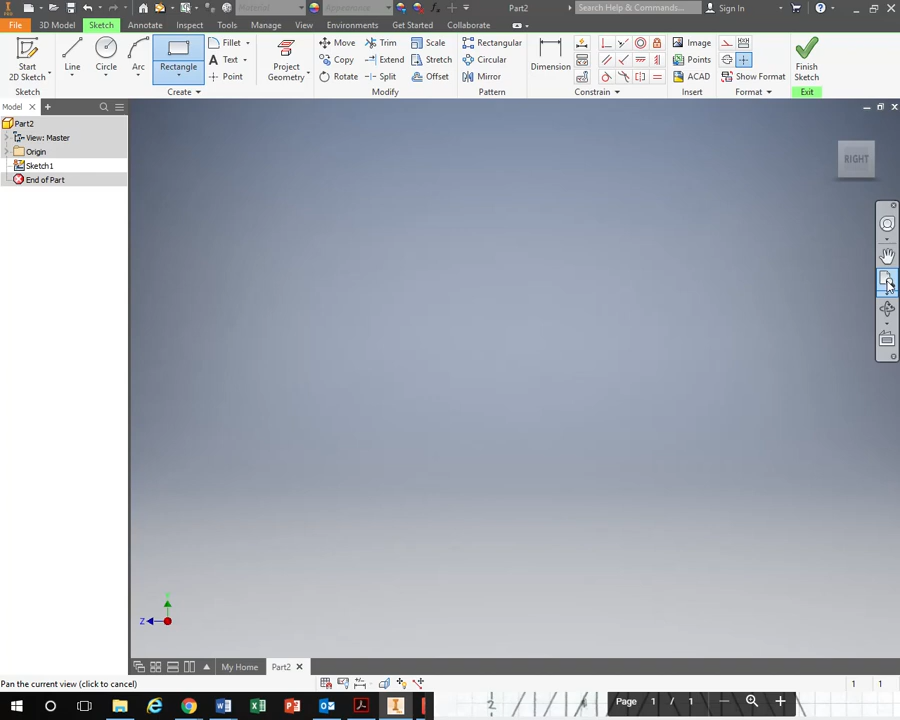 Material Appearance Part2 Search Help & Commands... Sign In
File 3D Model Sketch Annotate Inspect Tools Manage View Environments Get Started Collaborate
Start 2D Sketch Line Circle Arc Rectangle Fillet Text Point Project Geometry
Move Copy Rotate Trim Extend Split Scale Stretch Offset
Rectangular Circular Mirror Dimension
Image Points ACAD Show Format Finish Sketch
Sketch Create Modify Pattern Constrain Insert Format Exit
Model
Part2
View: Master
Origin
Sketch1
End of Part
RIGHT
Z
My Home Part2
Pan the current view (click to cancel) 1 1
Page 1 / 1